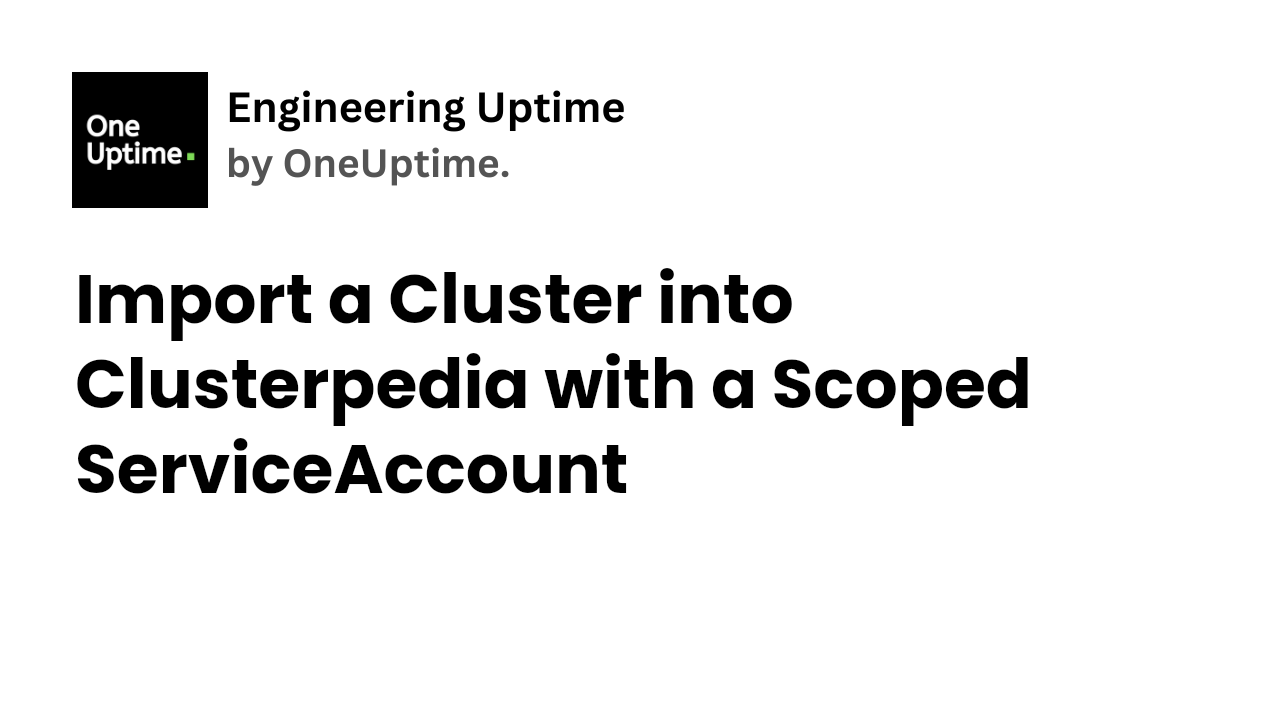 One
Uptime
Engineering Uptime
by OneUptime.
Import a Cluster into
Clusterpedia with a Scoped
ServiceAccount